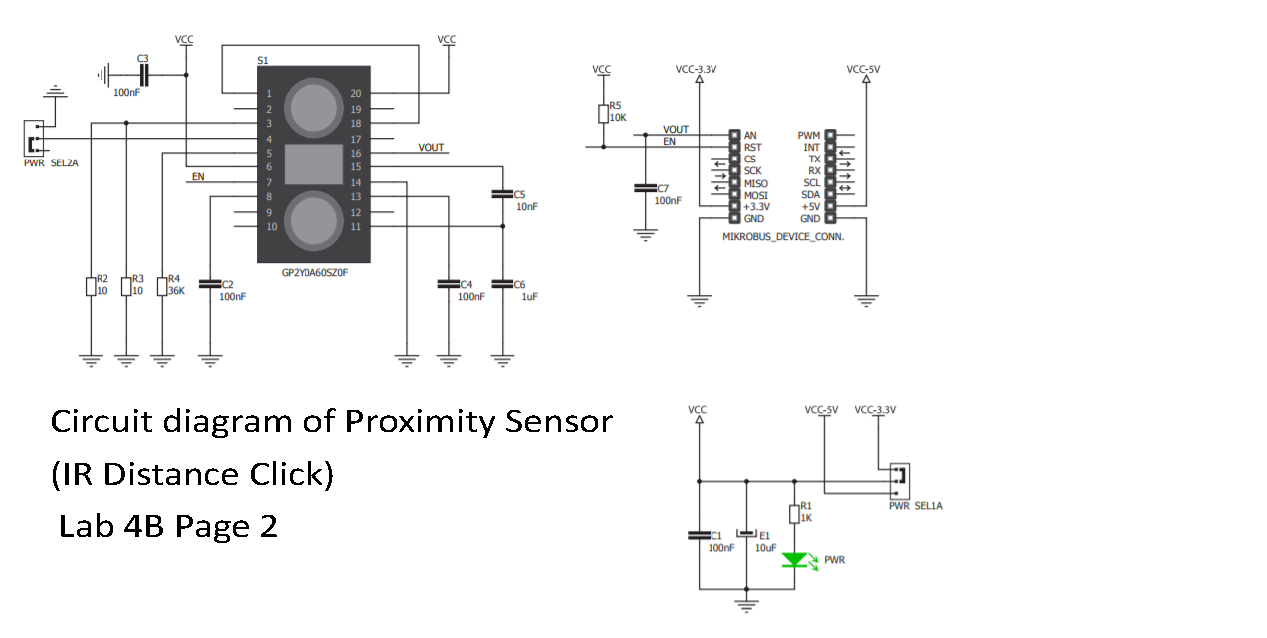 VCC
VCC
C3
S1
100nF
1
2
3
4
5
6
7
8
9
10
20
19
18
17
16
15
14
13
12
11
PWR SEL2A
VOUT
EN
C5
10nF
R2
10
R3
10
R4
36K
C2
100nF
C4
100nF
C6
1uF
GP2Y0A60SZ0F
VCC
VCC-3.3V
VCC-5V
R5
10K
VOUT
EN
AN
RST
CS
SCK
MISO
MOSI
+3.3V
GND
PWM
INT
TX
RX
SCL
SDA
+5V
GND
C7
100nF
MIKROBUS_DEVICE_CONN.
Circuit diagram of Proximity Sensor
(IR Distance Click)
Lab 4B Page 2
VCC
VCC-5V
VCC-3.3V
PWR SEL1A
R1
1K
C1
100nF
E1
10uF
PWR